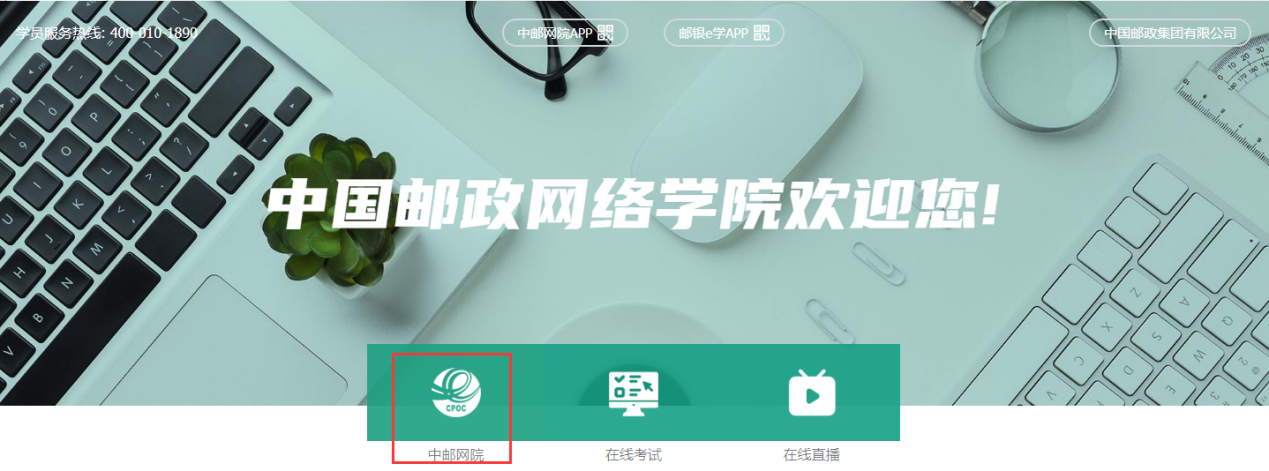 学员服务热线: 400-010-1890
中邮网院APP
邮银e学APP
中国邮政集团有限公司
中国邮政网络学院欢迎您!
CPOC
中邮网院
在线考试
在线直播